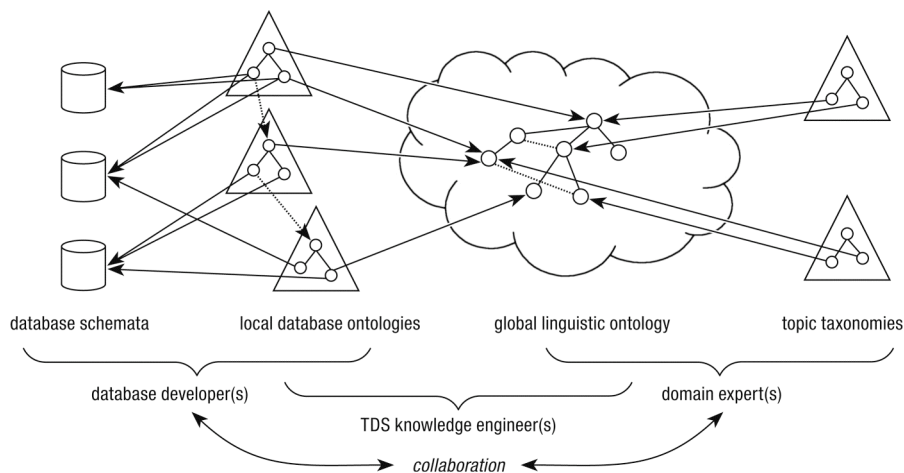 database schemata
local database ontologies
global linguistic ontology
topic taxonomies
database developer(s)
domain expert(s)
TDS knowledge engineer(s)
collaboration